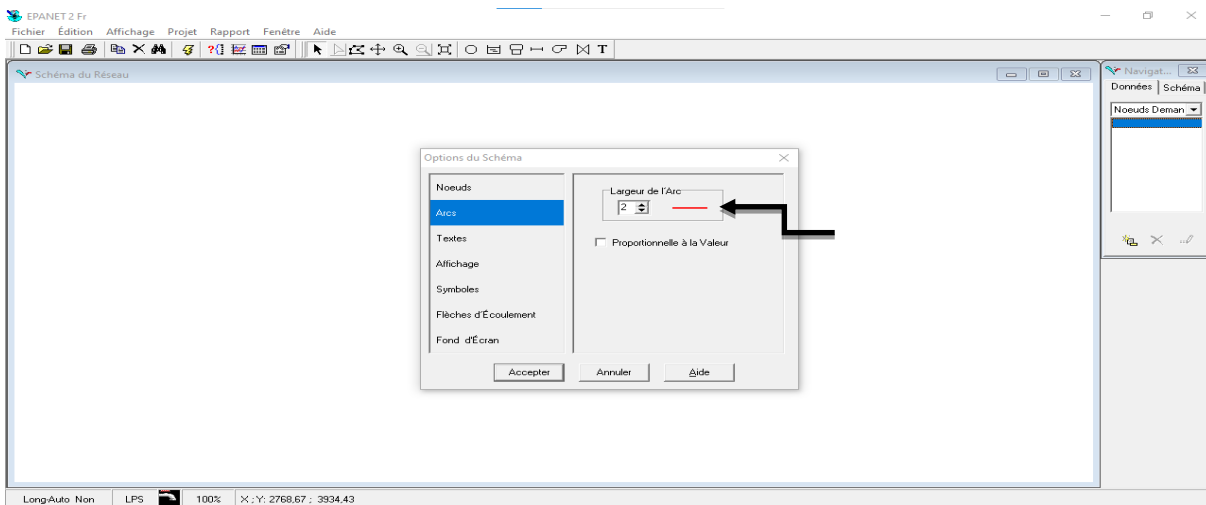 EPANET 2 Fr
Fichier Édition Affichage Projet Rapport Fenêtre Aide
T
Schéma du Réseau
Navigat...
Données Schéma
Noeuds Deman
Options du Schéma
Noeuds
Arcs
Textes
Affichage
Symboles
Flèches d'Écoulement
Fond d'Écran
Largeur de l'Arc
2
Proportionnelle à la Valeur
Accepter Annuler Aide
Long-Auto Non LPS 100% X ; Y: 2768,67 ; 3934,43